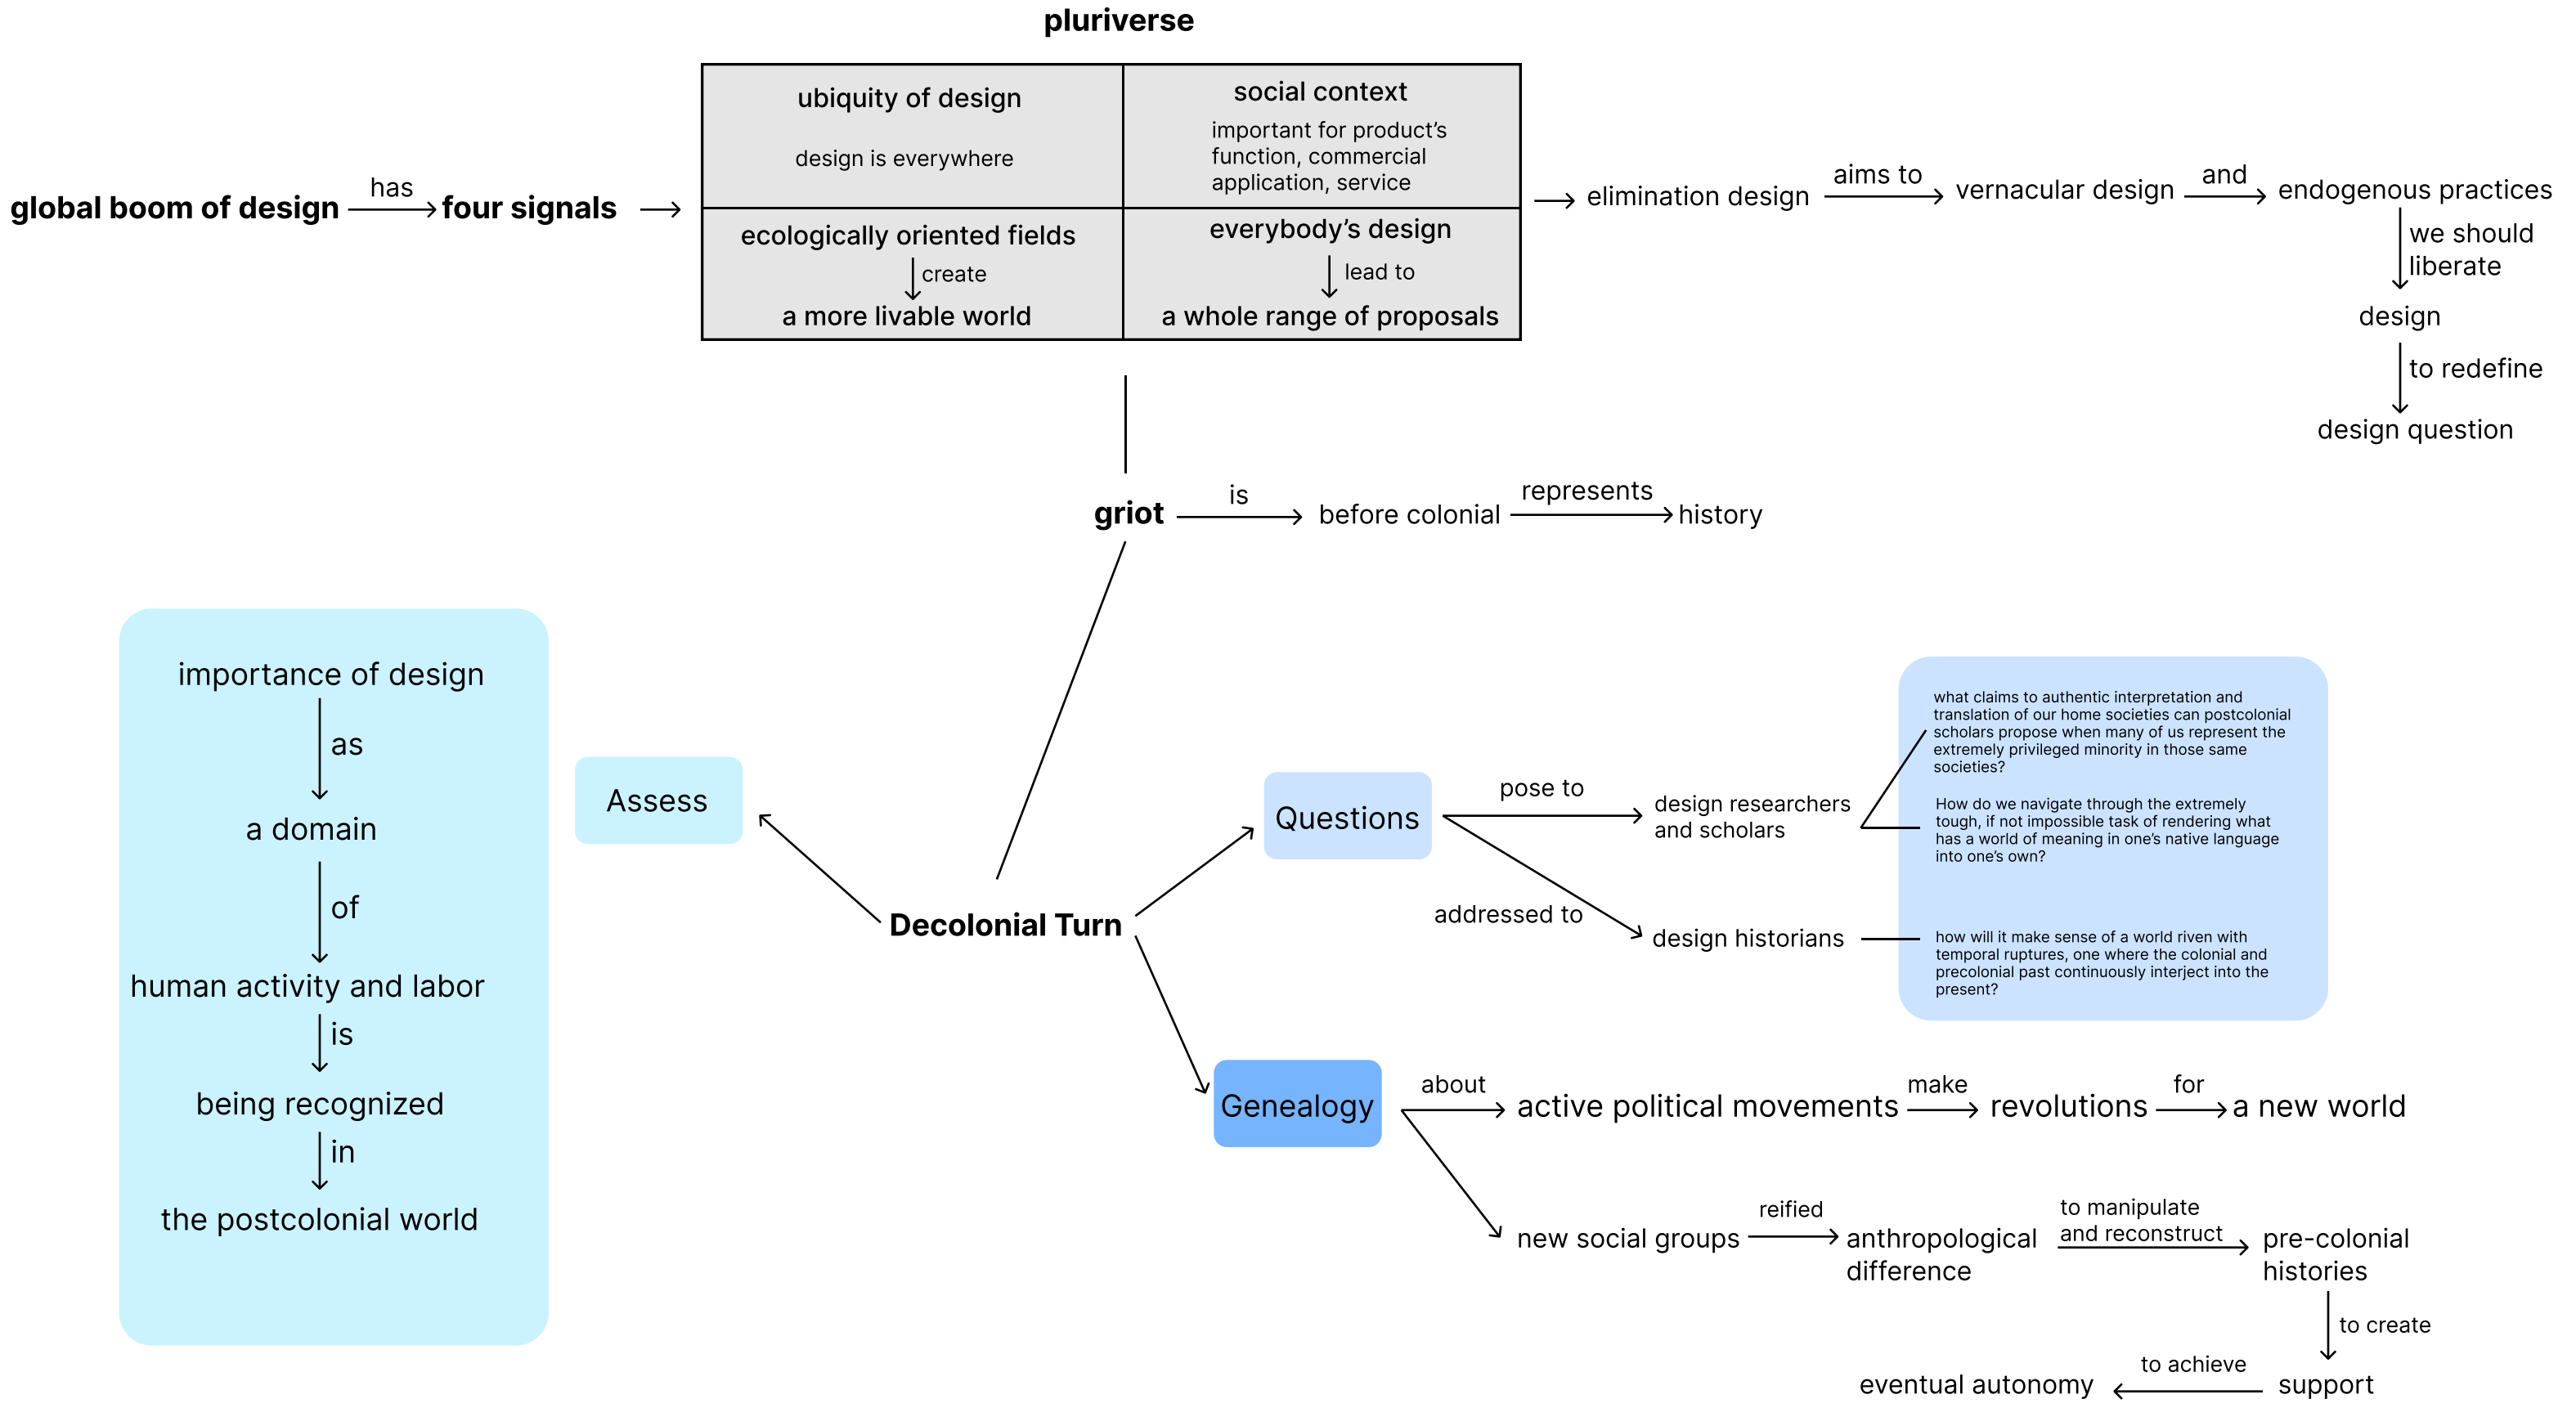 pluriverse
ubiquity of design
design is everywhere
social context
important for product’s
function, commercial
application, service
ecologically oriented fields
create
a more livable world
everybody’s design
lead to
a whole range of proposals
global boom of design
has
four signals
elimination design
aims to
vernacular design
and
endogenous practices
we should
liberate
design
to redefine
design question
griot
is
before colonial
represents
history
importance of design
as
a domain
of
human activity and labor
is
being recognized
in
the postcolonial world
Assess
Decolonial Turn
Questions
pose to
design researchers
and scholars
addressed to
design historians
what claims to authentic interpretation and
translation of our home societies can postcolonial
scholars propose when many of us represent the
extremely privileged minority in those same
societies?
How do we navigate through the extremely
tough, if not impossible task of rendering what
has a world of meaning in one’s native language
into one’s own?
how will it make sense of a world riven with
temporal ruptures, one where the colonial and
precolonial past continuously interject into the
present?
Genealogy
about
active political movements
make
revolutions
for
a new world
new social groups
reified
anthropological
difference
to manipulate
and reconstruct
pre-colonial
histories
to create
support
to achieve
eventual autonomy